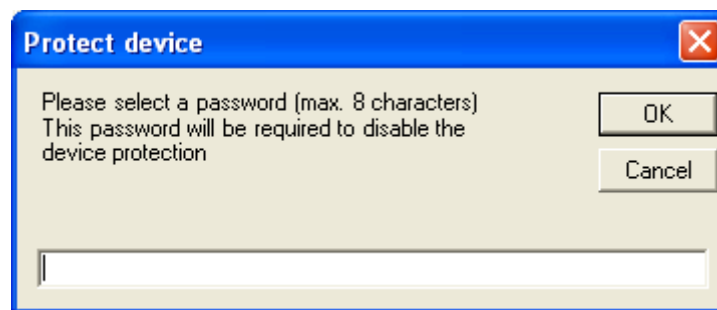 Protect device
Please select a password (max. 8 characters)
This password will be required to disable the
device protection
OK
Cancel